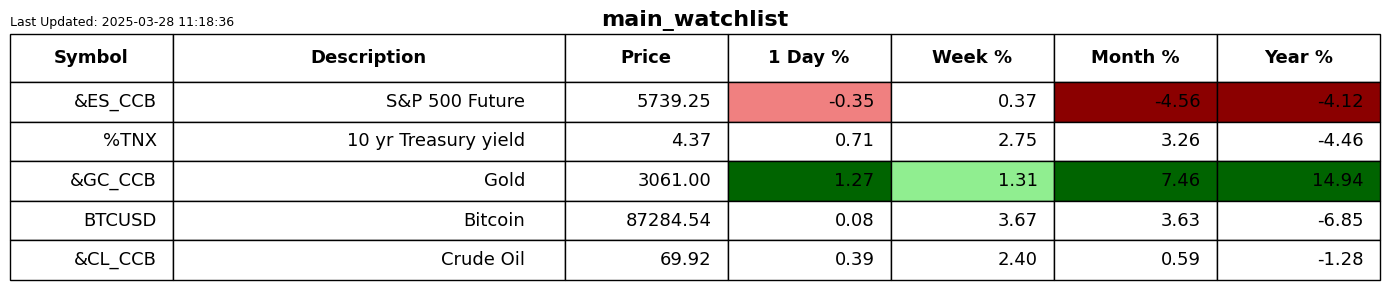 Last Updated: 2025-03-28 11:18:36
main_watchlist
Symbol Description Price 1 Day % Week % Month % Year %
&ES_CCB S&P 500 Future 5739.25 -0.35 0.37 -4.56 -4.12
%TNX 10 yr Treasury yield 4.37 0.71 2.75 3.26 -4.46
&GC_CCB Gold 3061.00 1.27 1.31 7.46 14.94
BTCUSD Bitcoin 87284.54 0.08 3.67 3.63 -6.85
&CL_CCB Crude Oil 69.92 0.39 2.40 0.59 -1.28